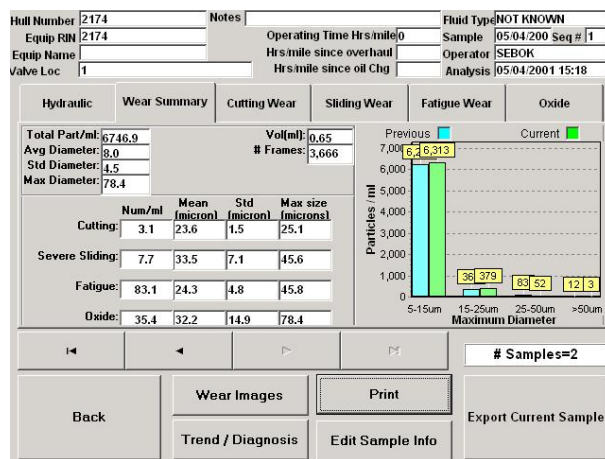 Hull Number 2174 Notes Fluid Type NOT KNOWN
Equip RIN 2174 Operating Time Hrs/mile 0 Sample 05/04/200 Seq # 1
Equip Name Hrs/mile since overhaul Operator SEBOK
Valve Loc 1 Hrs/mile since oil Chg Analysis 05/04/2001 15:18
Hydraulic Wear Summary Cutting Wear Sliding Wear Fatigue Wear Oxide
Total Part/ml: 6746.9 Vol(ml): 0.65
Avg Diameter: 8.0 # Frames: 3,666
Std Diameter: 4.5
Max Diameter: 78.4
Num/ml Mean (micron) Std (micron) Max size (microns)
Cutting: 3.1 23.6 1.5 25.1
Severe Sliding: 7.7 33.5 7.1 45.6
Fatigue: 83.1 24.3 4.8 45.8
Oxide: 35.4 32.2 14.9 78.4
Previous Current
7,000
6,000
5,000
4,000
3,000
2,000
1,000
0
Particles / ml
6,313
36 379 83 52 12 3
5-15um 15-25um 25-50um >50um
Maximum Diameter
# Samples=2
Back Wear Images Print Export Current Sample
Trend / Diagnosis Edit Sample Info